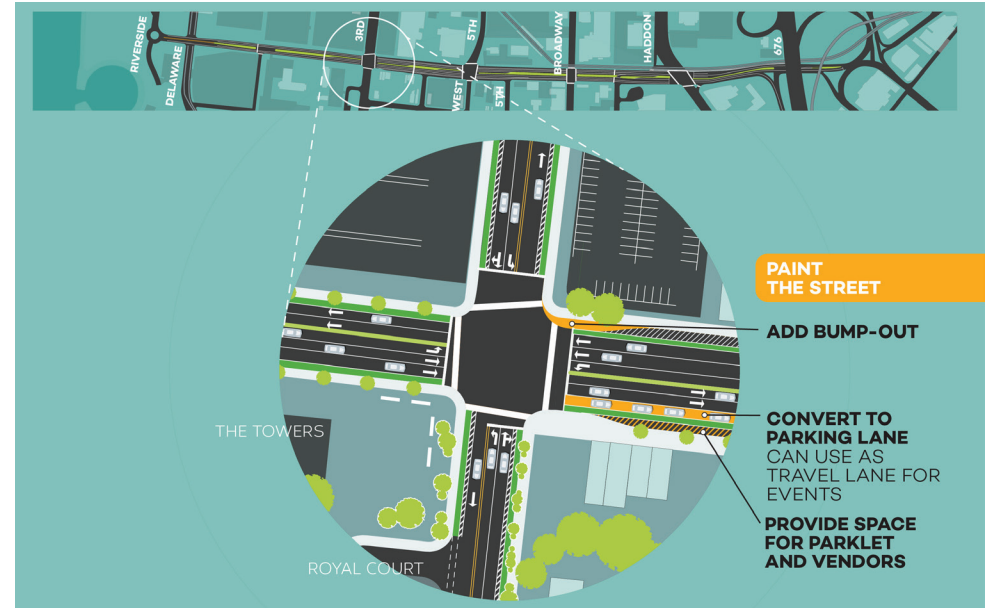 RIVERSIDE
DELAWARE
3RD
WEST
5TH
5TH
BROADWAY
HADDON
676
PAINT
THE STREET
ADD BUMP-OUT
CONVERT TO
PARKING LANE
CAN USE AS
TRAVEL LANE FOR
EVENTS
PROVIDE SPACE
FOR PARKLET
AND VENDORS
THE TOWERS
ROYAL COURT